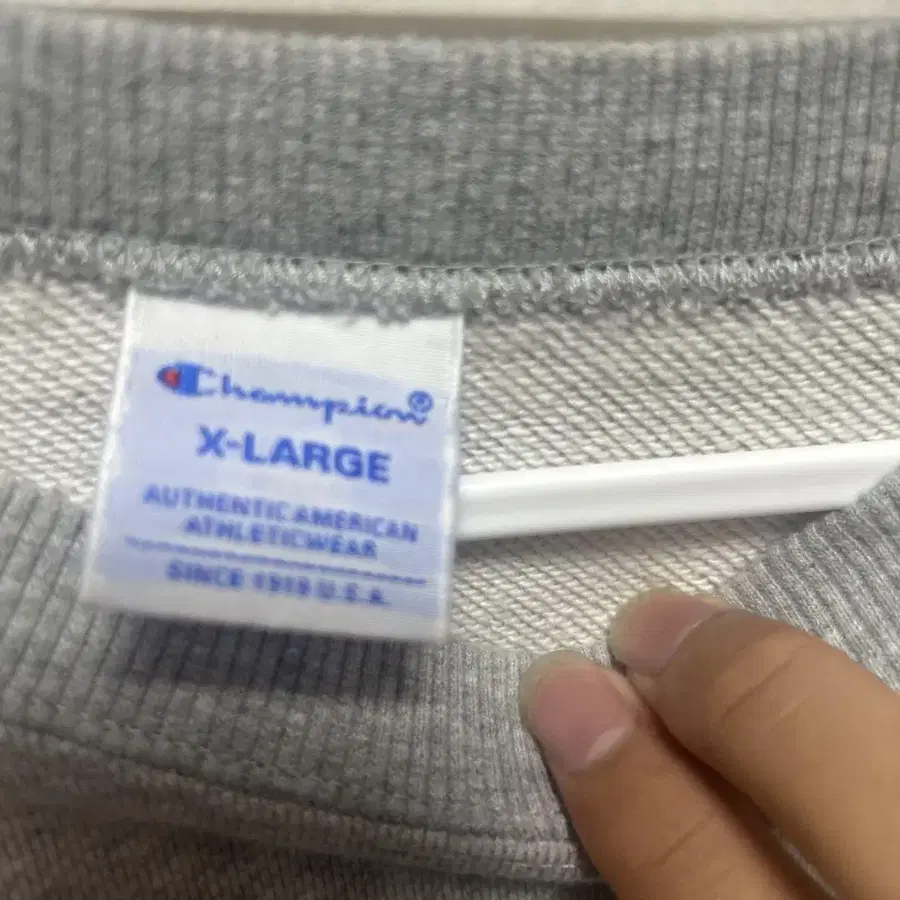 Champion®
X-LARGE
AUTHENTIC AMERICAN
ATHLETICWEAR
SINCE 1919 U.S.A.